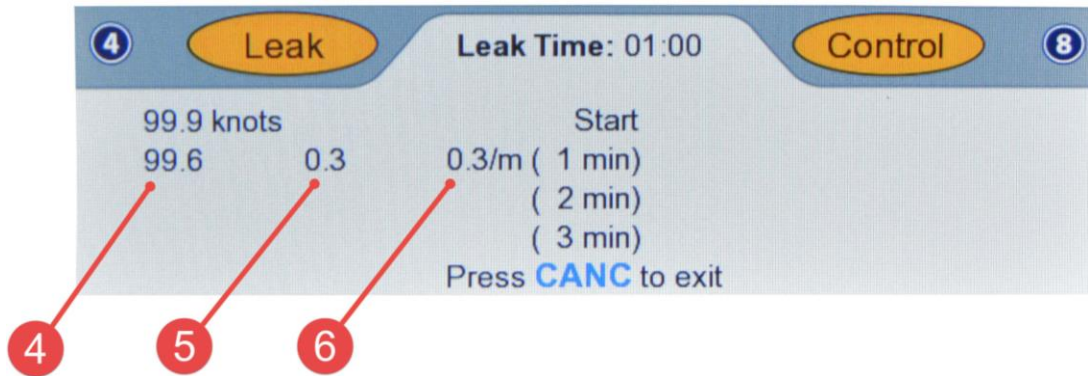 4 Leak Leak Time: 01:00 Control 8
99.9 knots Start
99.6 0.3 0.3/m ( 1 min)
( 2 min)
( 3 min)
Press CANC to exit
4 5 6